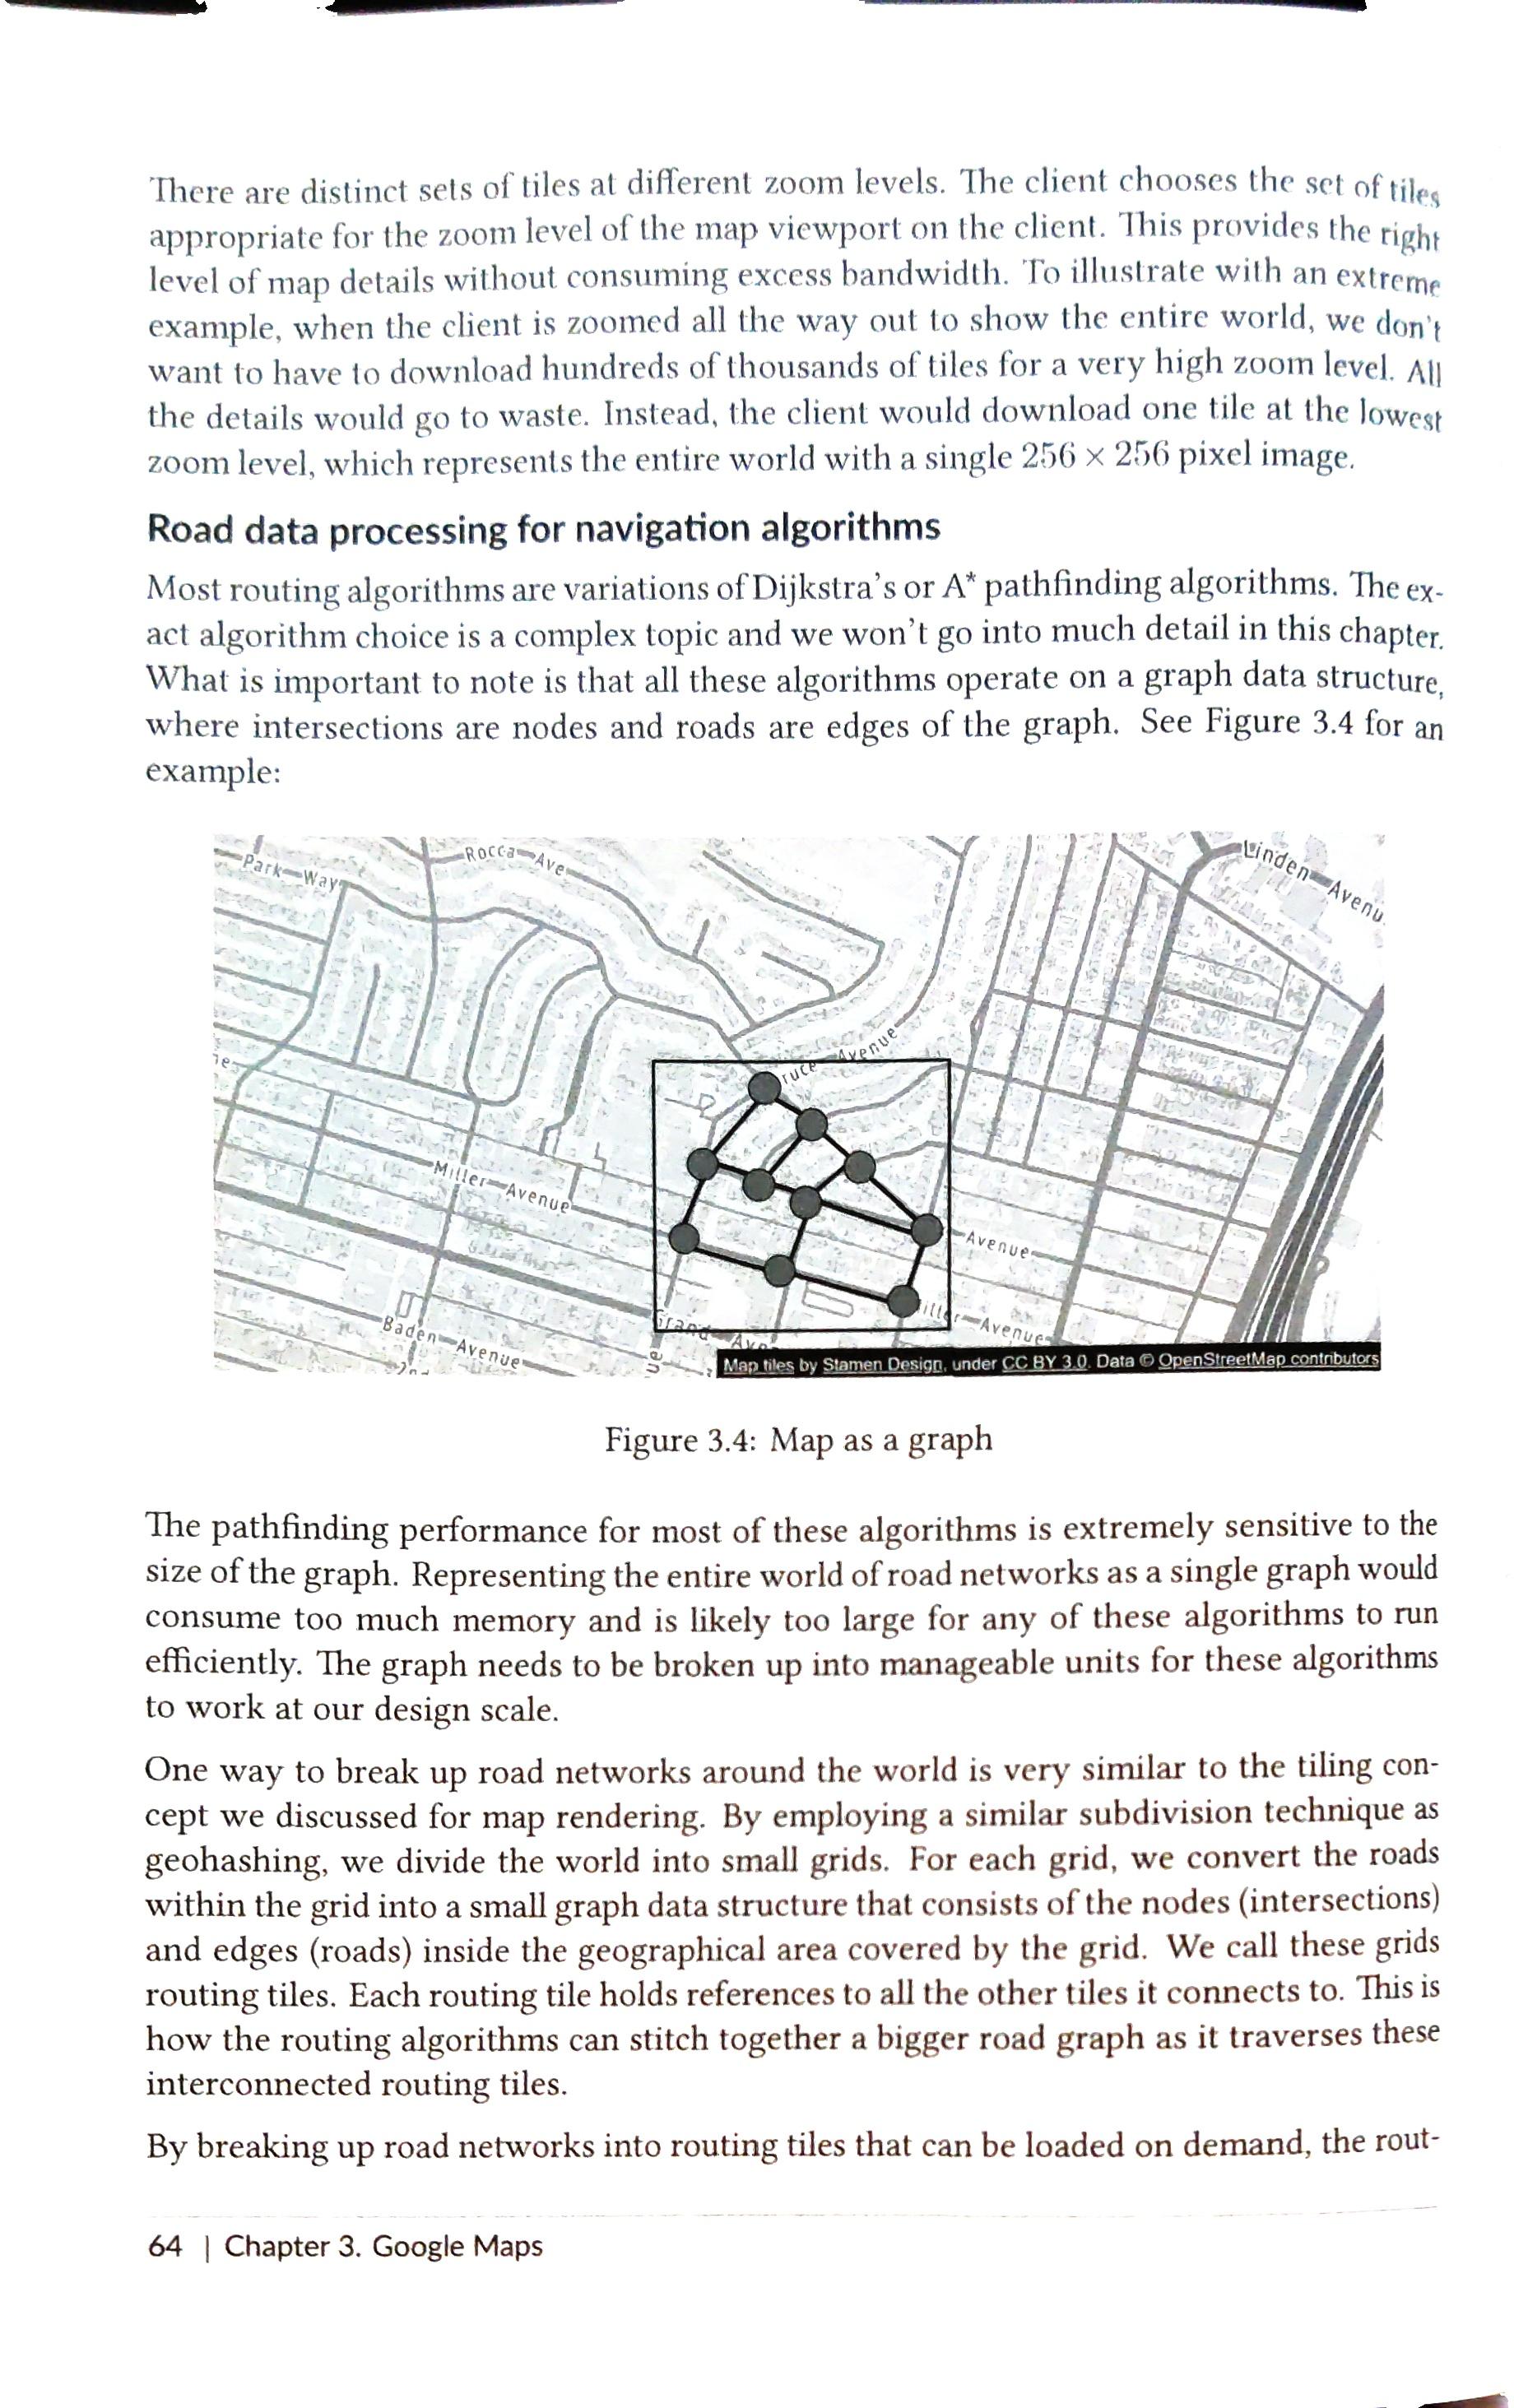 There are distinct sets of tiles at different zoom levels. The client chooses the set of tiles
appropriate for the zoom level of the map viewport on the client. This provides the right
level of map details without consuming excess bandwidth. To illustrate with an extreme
example, when the client is zoomed all the way out to show the entire world, we don't
want to have to download hundreds of thousands of tiles for a very high zoom level. All
the details would go to waste. Instead, the client would download one tile at the lowest
zoom level, which represents the entire world with a single 256 × 256 pixel image.
Road data processing for navigation algorithms
Most routing algorithms are variations of Dijkstra's or A* pathfinding algorithms. The ex-
act algorithm choice is a complex topic and we won't go into much detail in this chapter.
What is important to note is that all these algorithms operate on a graph data structure,
where intersections are nodes and roads are edges of the graph. See Figure 3.4 for an
example:
Park Way
Rocca Ave
Linden Avenu
ruce Avenue
Miller Avenue
Avenue
Baden Avenue
Grand Ave
iller Avenue
2nd
Map tiles by Stamen Design, under CC BY 3.0. Data © OpenStreetMap contributors
Figure 3.4: Map as a graph
The pathfinding performance for most of these algorithms is extremely sensitive to the
size of the graph. Representing the entire world of road networks as a single graph would
consume too much memory and is likely too large for any of these algorithms to run
efficiently. The graph needs to be broken up into manageable units for these algorithms
to work at our design scale.
One way to break up road networks around the world is very similar to the tiling con-
cept we discussed for map rendering. By employing a similar subdivision technique as
geohashing, we divide the world into small grids. For each grid, we convert the roads
within the grid into a small graph data structure that consists of the nodes (intersections)
and edges (roads) inside the geographical area covered by the grid. We call these grids
routing tiles. Each routing tile holds references to all the other tiles it connects to. This is
how the routing algorithms can stitch together a bigger road graph as it traverses these
interconnected routing tiles.
By breaking up road networks into routing tiles that can be loaded on demand, the rout-
64 | Chapter 3. Google Maps